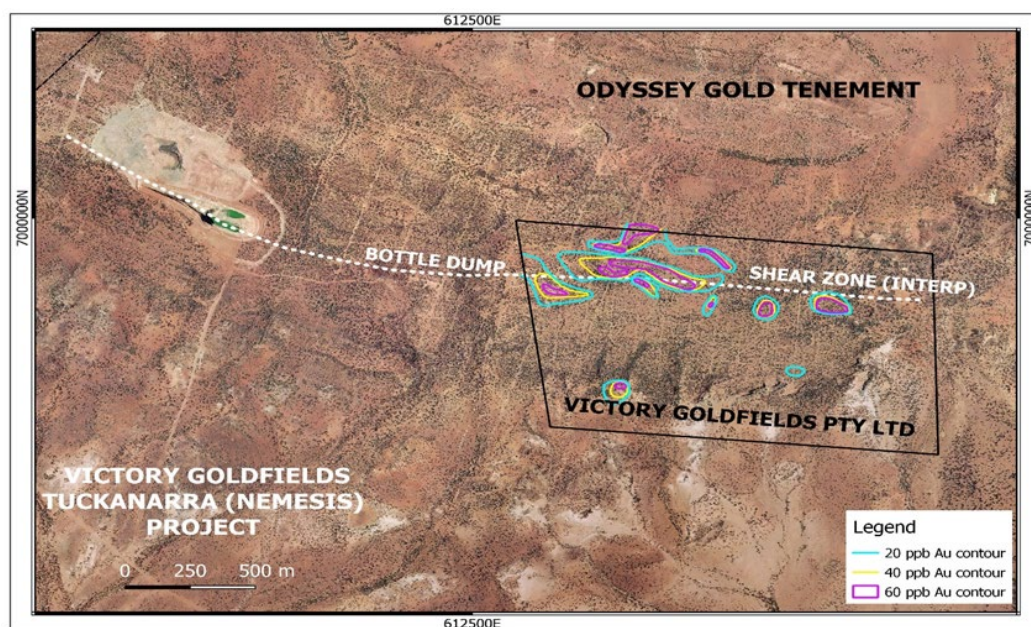 612500E
ODYSSEY GOLD TENEMENT
7000000N
7000000N
BOTTLE DUMP
SHEAR ZONE (INTERP)
VICTORY GOLDFIELDS PTY LTD
VICTORY GOLDFIELDS
TUCKANARRA (NEMESIS)
PROJECT
0 250 500 m
Legend
20 ppb Au contour
40 ppb Au contour
60 ppb Au contour
612500E